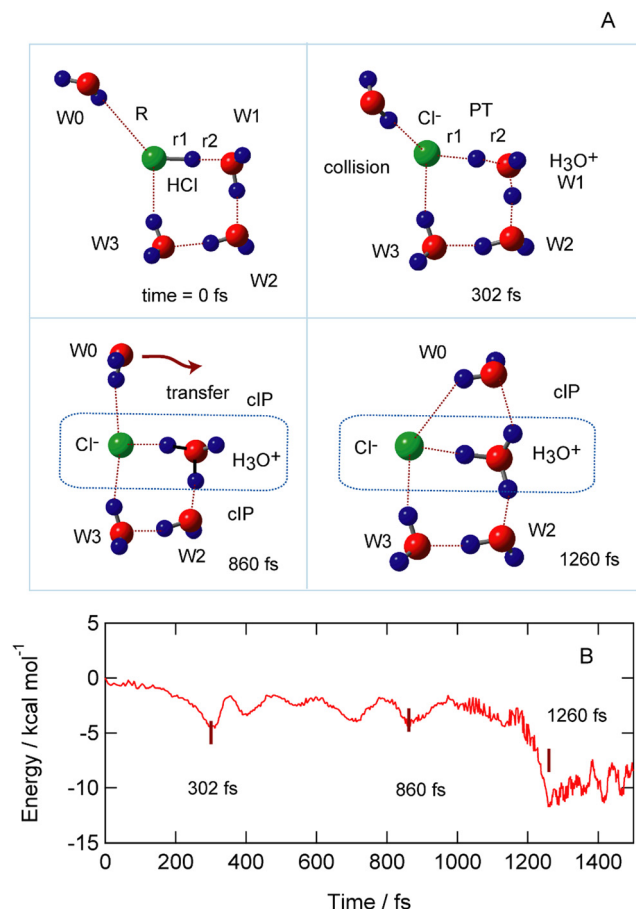 A
W0
R
r1
r2
W1
HCl
W3
W2
time = 0 fs
Cl-
PT
r1
r2
collision
H3O+
W1
W3
W2
302 fs
W0
transfer
cIP
Cl-
H3O+
cIP
W3
W2
860 fs
W0
cIP
Cl-
H3O+
W3
W2
1260 fs
B
5
0
-5
-10
-15
Energy / kcal mol-1
302 fs
860 fs
1260 fs
0
200
400
600
800
1000
1200
1400
Time / fs